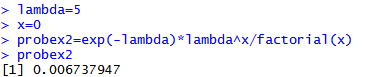 > lambda=5
> x=0
> probex2=exp(-lambda)*lambda^x/factorial(x)
> probex2
[1] 0.006737947